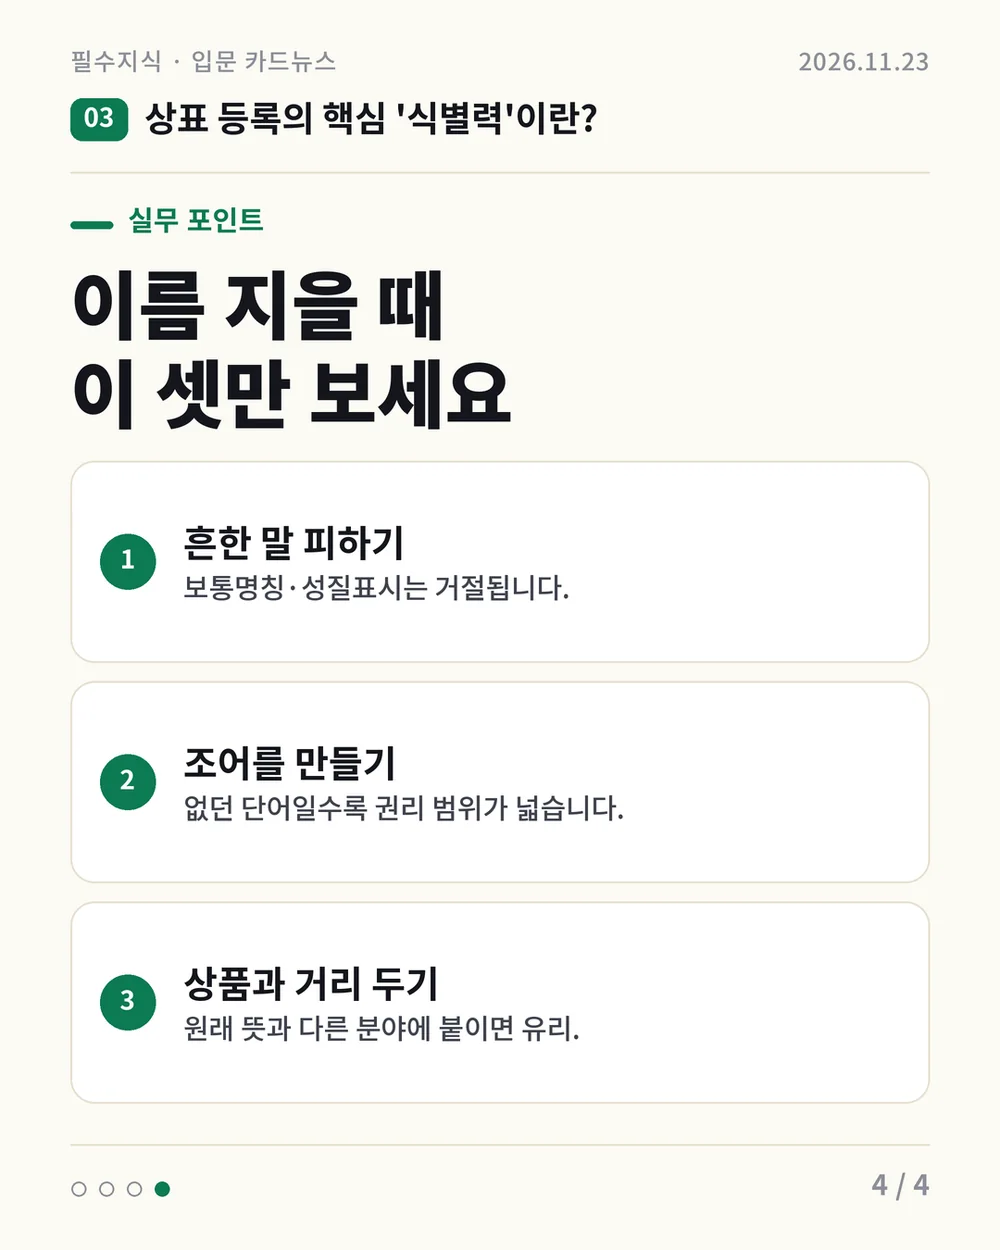 필수지식 · 입문 카드뉴스
2026.11.23
03 상표 등록의 핵심 '식별력'이란?
실무 포인트
이름 지을 때
이 셋만 보세요
1
흔한 말 피하기
보통명칭·성질표시는 거절됩니다.
2
조어를 만들기
없던 단어일수록 권리 범위가 넓습니다.
3
상품과 거리 두기
원래 뜻과 다른 분야에 붙이면 유리.
4 / 4